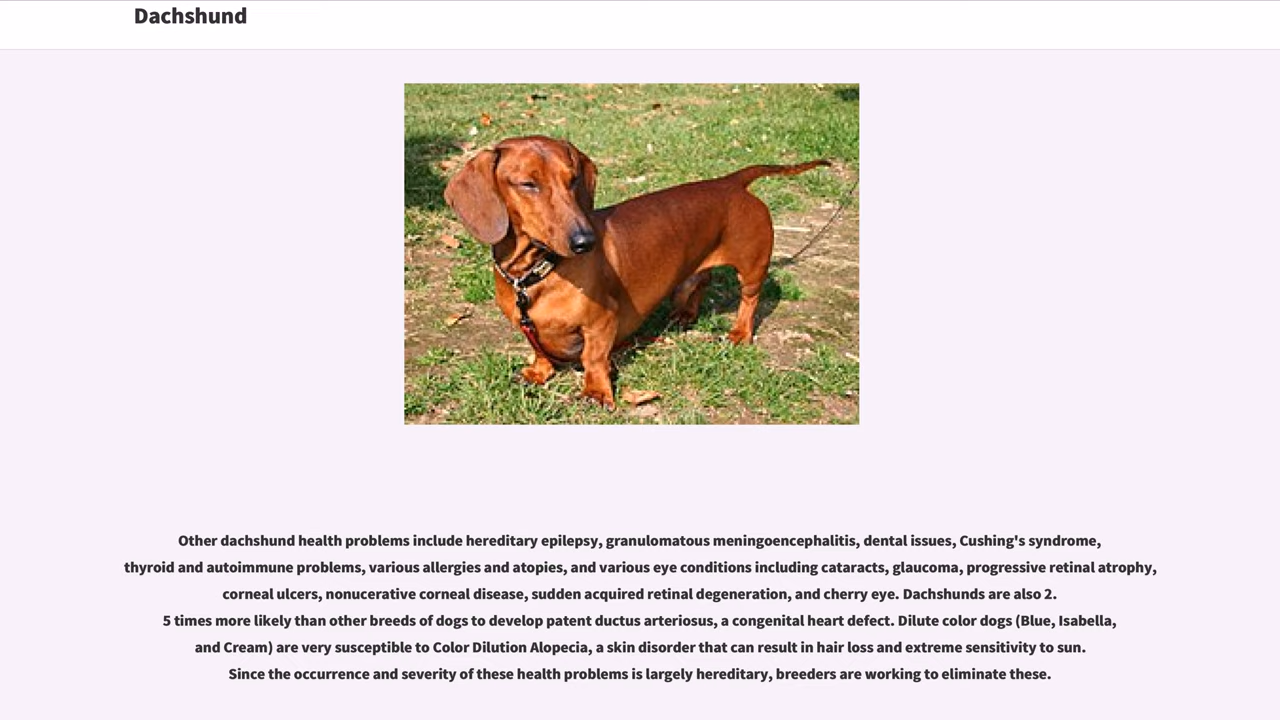 Dachshund
Other dachshund health problems include hereditary epilepsy, granulomatous meningoencephalitis, dental issues, Cushing's syndrome,
thyroid and autoimmune problems, various allergies and atopies, and various eye conditions including cataracts, glaucoma, progressive retinal atrophy,
corneal ulcers, nonucerative corneal disease, sudden acquired retinal degeneration, and cherry eye. Dachshunds are also 2.
5 times more likely than other breeds of dogs to develop patent ductus arteriosus, a congenital heart defect. Dilute color dogs (Blue, Isabella,
and Cream) are very susceptible to Color Dilution Alopecia, a skin disorder that can result in hair loss and extreme sensitivity to sun.
Since the occurrence and severity of these health problems is largely hereditary, breeders are working to eliminate these.